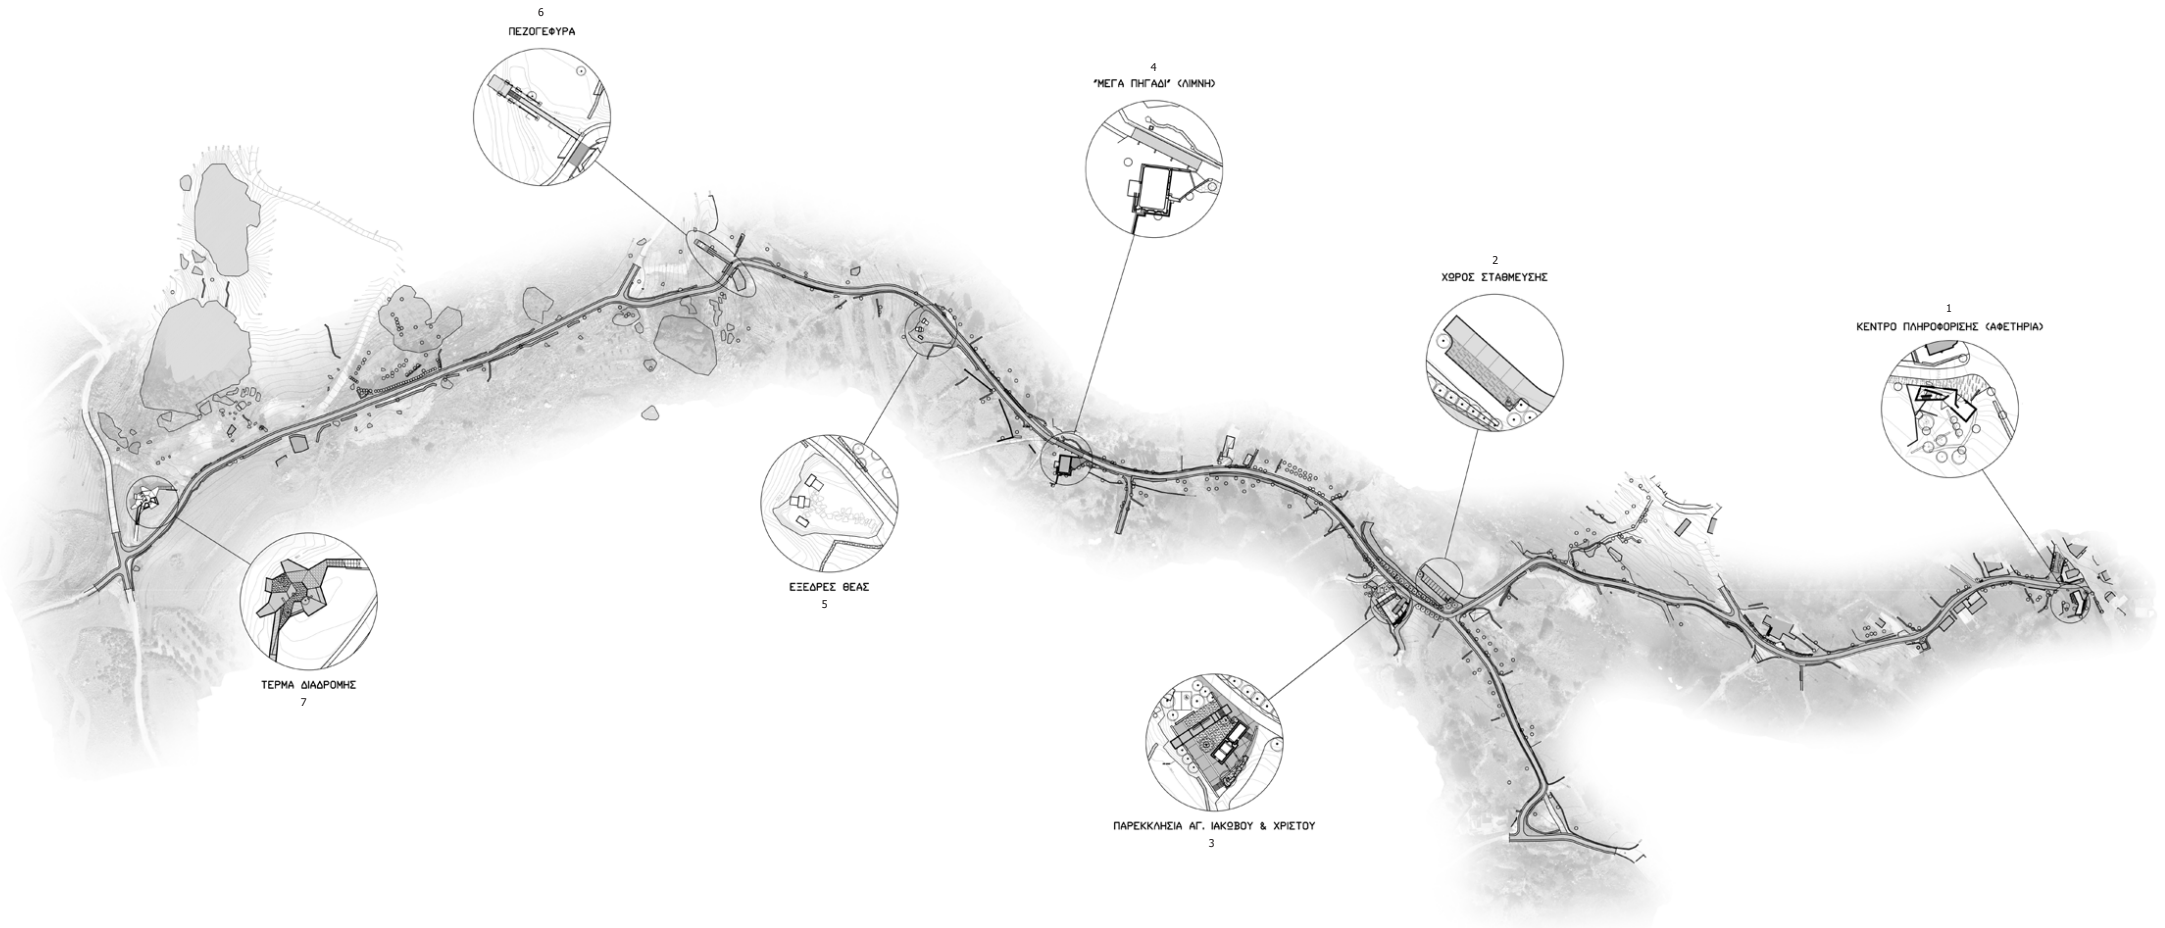 6
ΠΕΖΟΓΕΦΥΡΑ
4
"ΜΕΓΑ ΠΗΓΑΔΙ" (ΛΙΜΝΗ)
2
ΧΩΡΟΣ ΣΤΑΘΜΕΥΣΗΣ
1
ΚΕΝΤΡΟ ΠΛΗΡΟΦΟΡΙΣΗΣ (ΑΦΕΤΗΡΙΑ)
ΕΞΕΔΡΕΣ ΘΕΑΣ
5
ΤΕΡΜΑ ΔΙΑΔΡΟΜΗΣ
7
ΠΑΡΕΚΚΛΗΣΙΑ ΑΓ. ΙΑΚΩΒΟΥ & ΧΡΙΣΤΟΥ
3